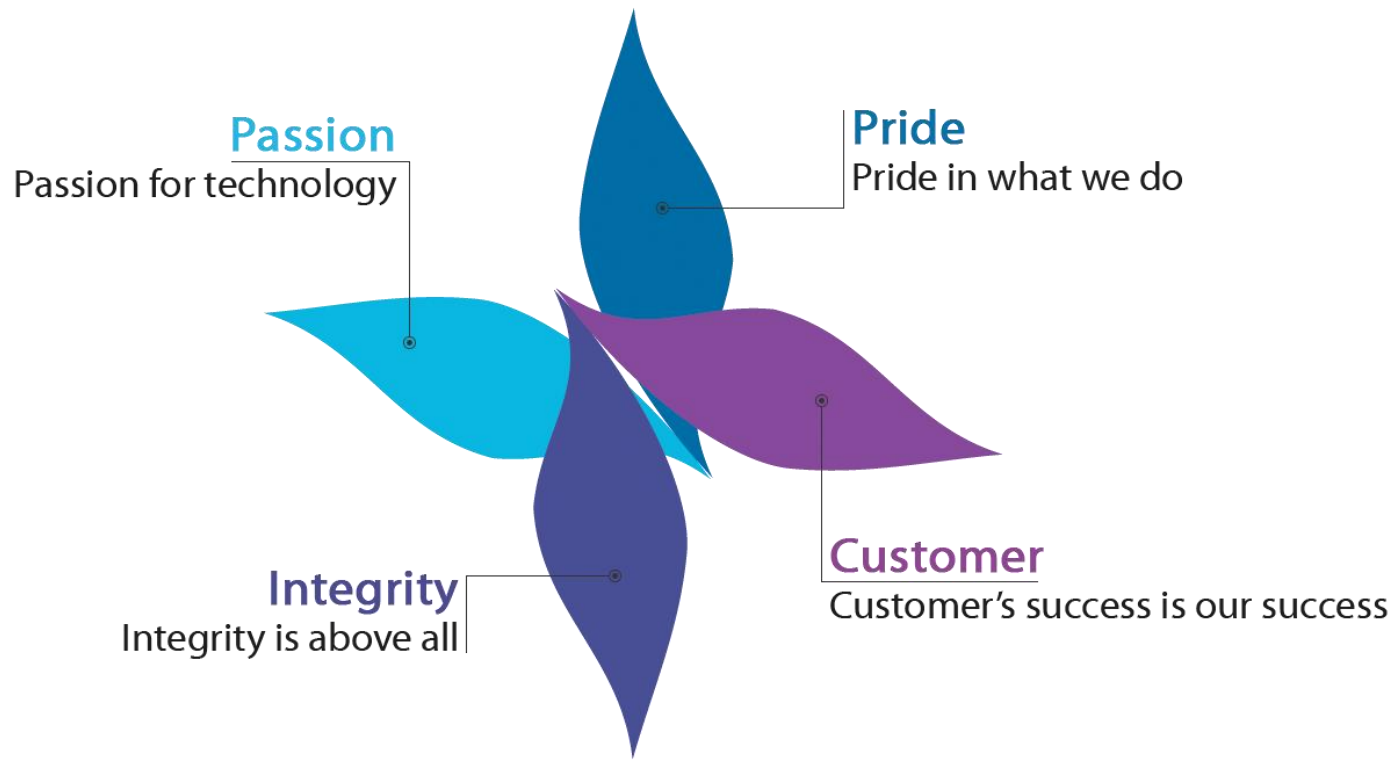 Passion
Passion for technology
Pride
Pride in what we do
Integrity
Integrity is above all
Customer
Customer’s success is our success